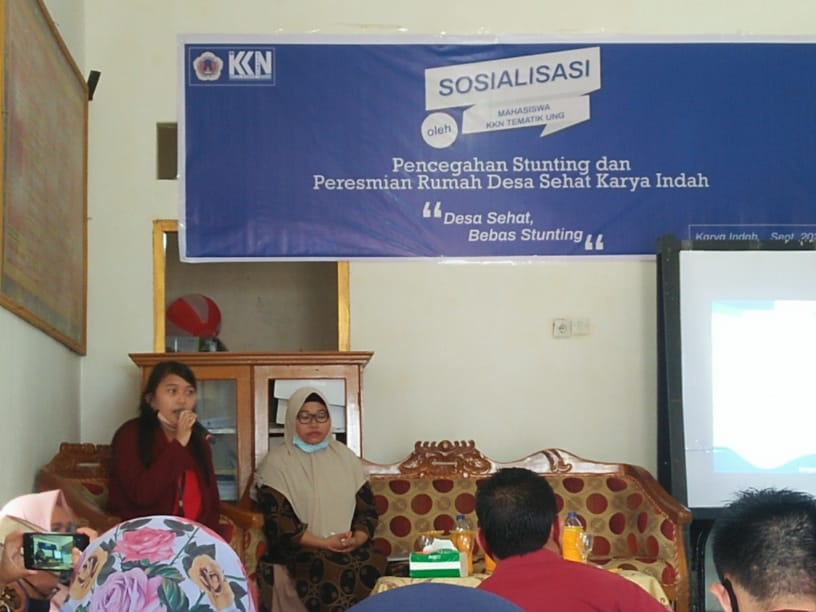 KKN
SOSIALISASI
oleh
MAHASISWA
KKN TEMATIK UNG
Pencegahan Stunting dan
Peresmian Rumah Desa Sehat Karya Indah
“Desa Sehat,
Bebas Stunting”
Karya Indah, Sept. 202